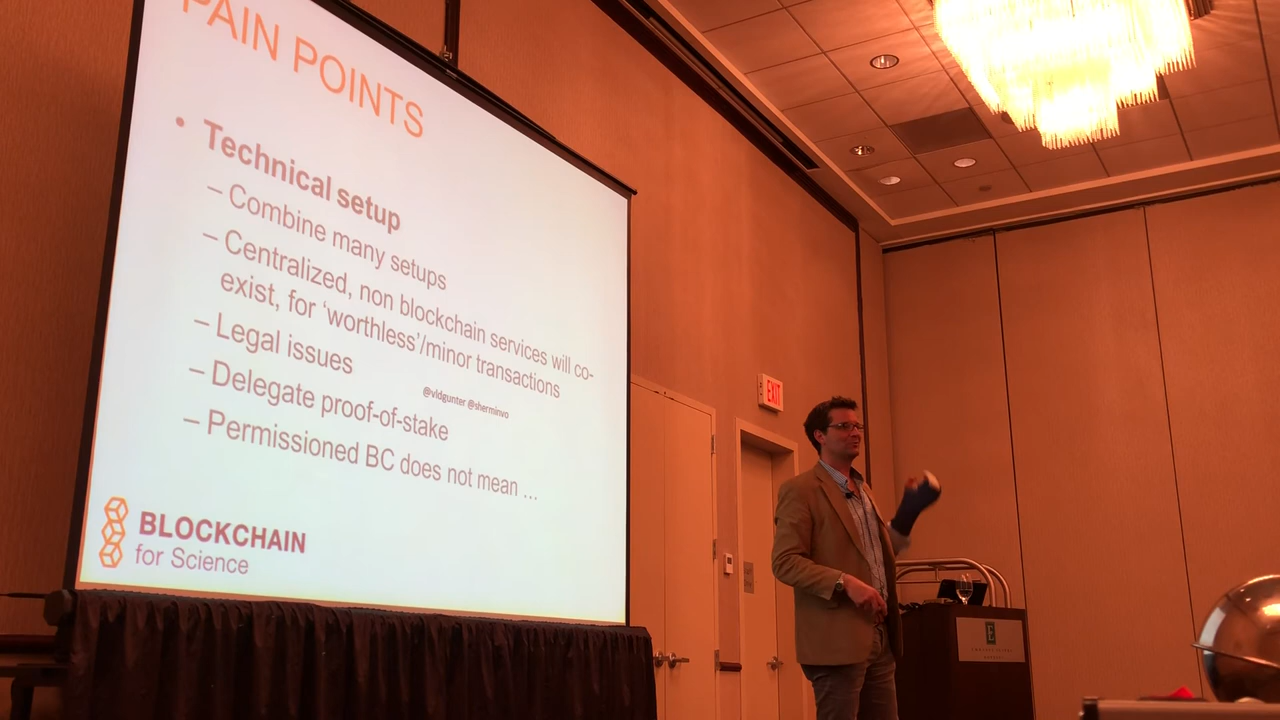 PAIN POINTS
• Technical setup
– Combine many setups
– Centralized, non blockchain services will co-
exist, for ‘worthless’/minor transactions
– Legal issues
@vldgunter @sherminvo
– Delegate proof-of-stake
– Permissioned BC does not mean …
BLOCKCHAIN
for Science
EXIT
E